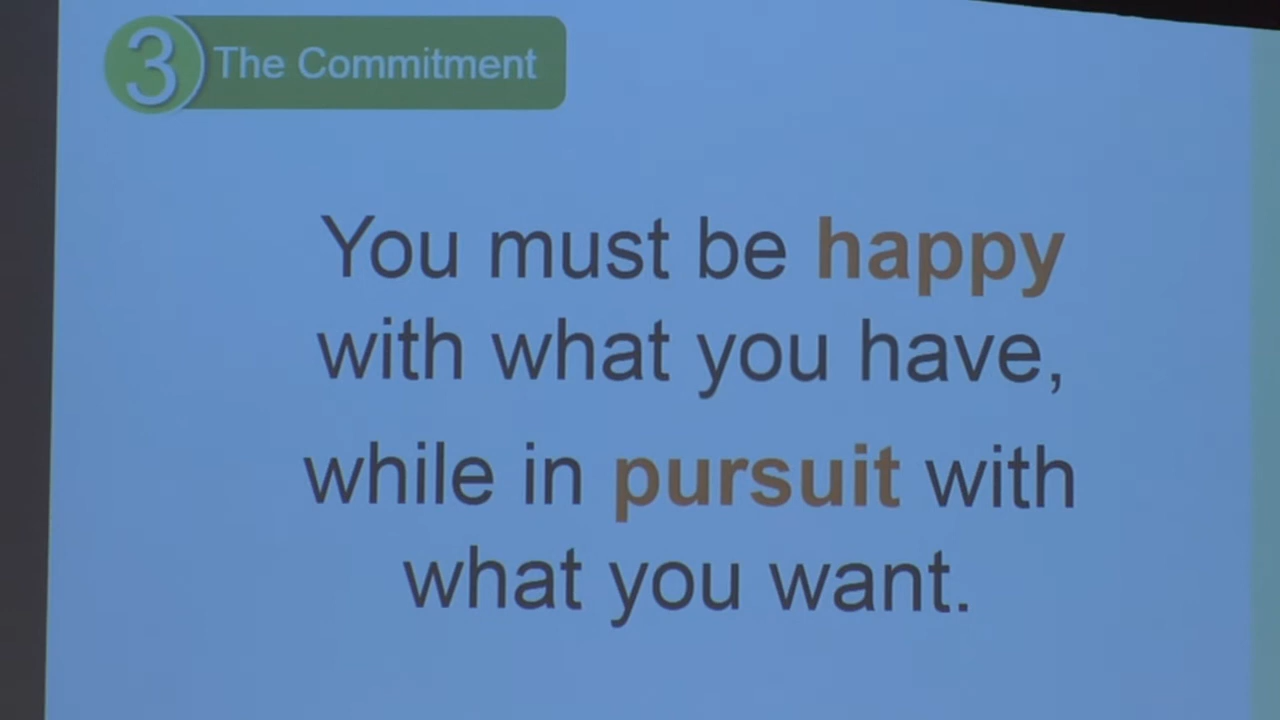 3 The Commitment
You must be happy
with what you have,
while in pursuit with
what you want.